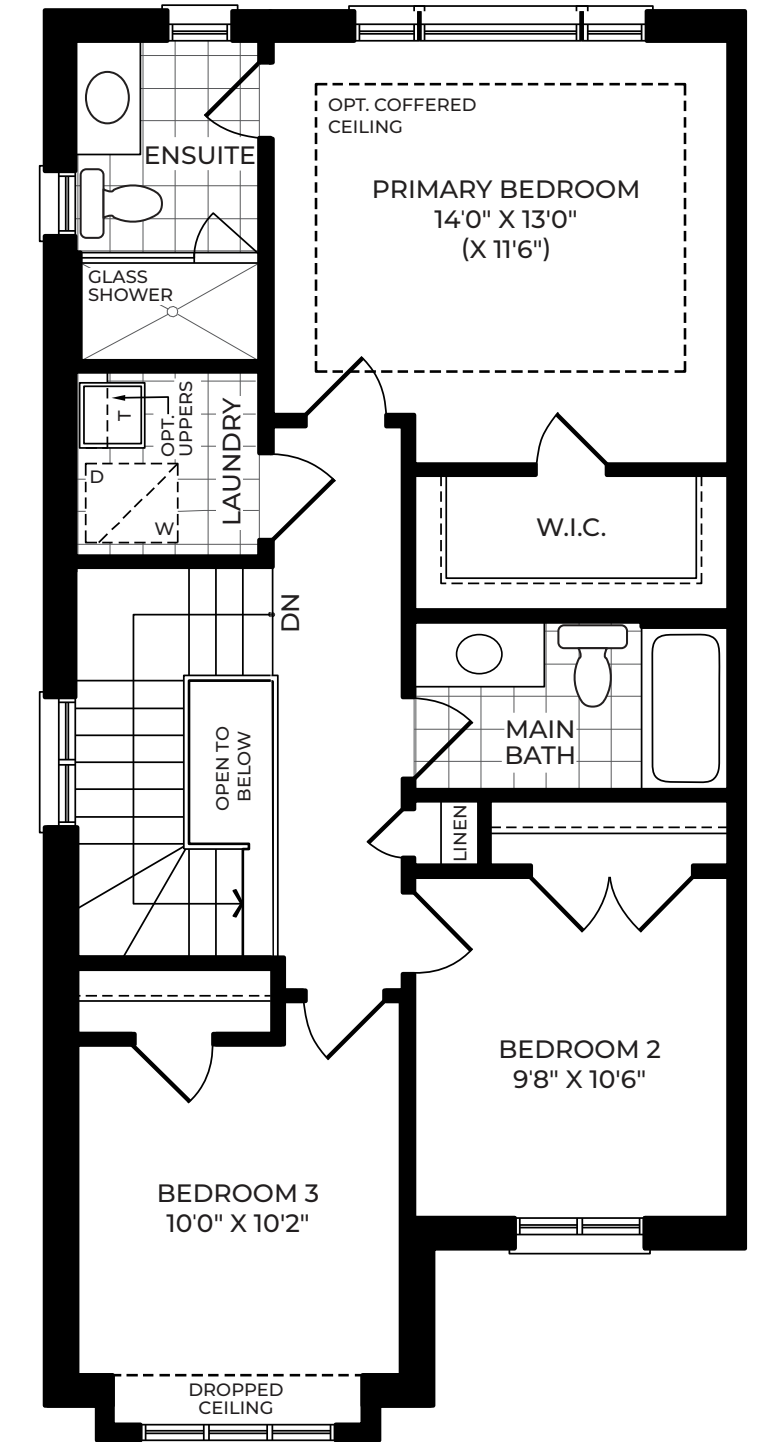 OPT. COFFERED
CEILING
ENSUITE
PRIMARY BEDROOM
14'0" X 13'0"
(X 11'6")
GLASS
SHOWER
T
OPT.
UPPERS
LAUNDRY
D
W
W.I.C.
DN
MAIN
BATH
OPEN TO
BELOW
LINEN
BEDROOM 2
9'8" X 10'6"
BEDROOM 3
10'0" X 10'2"
DROPPED
CEILING